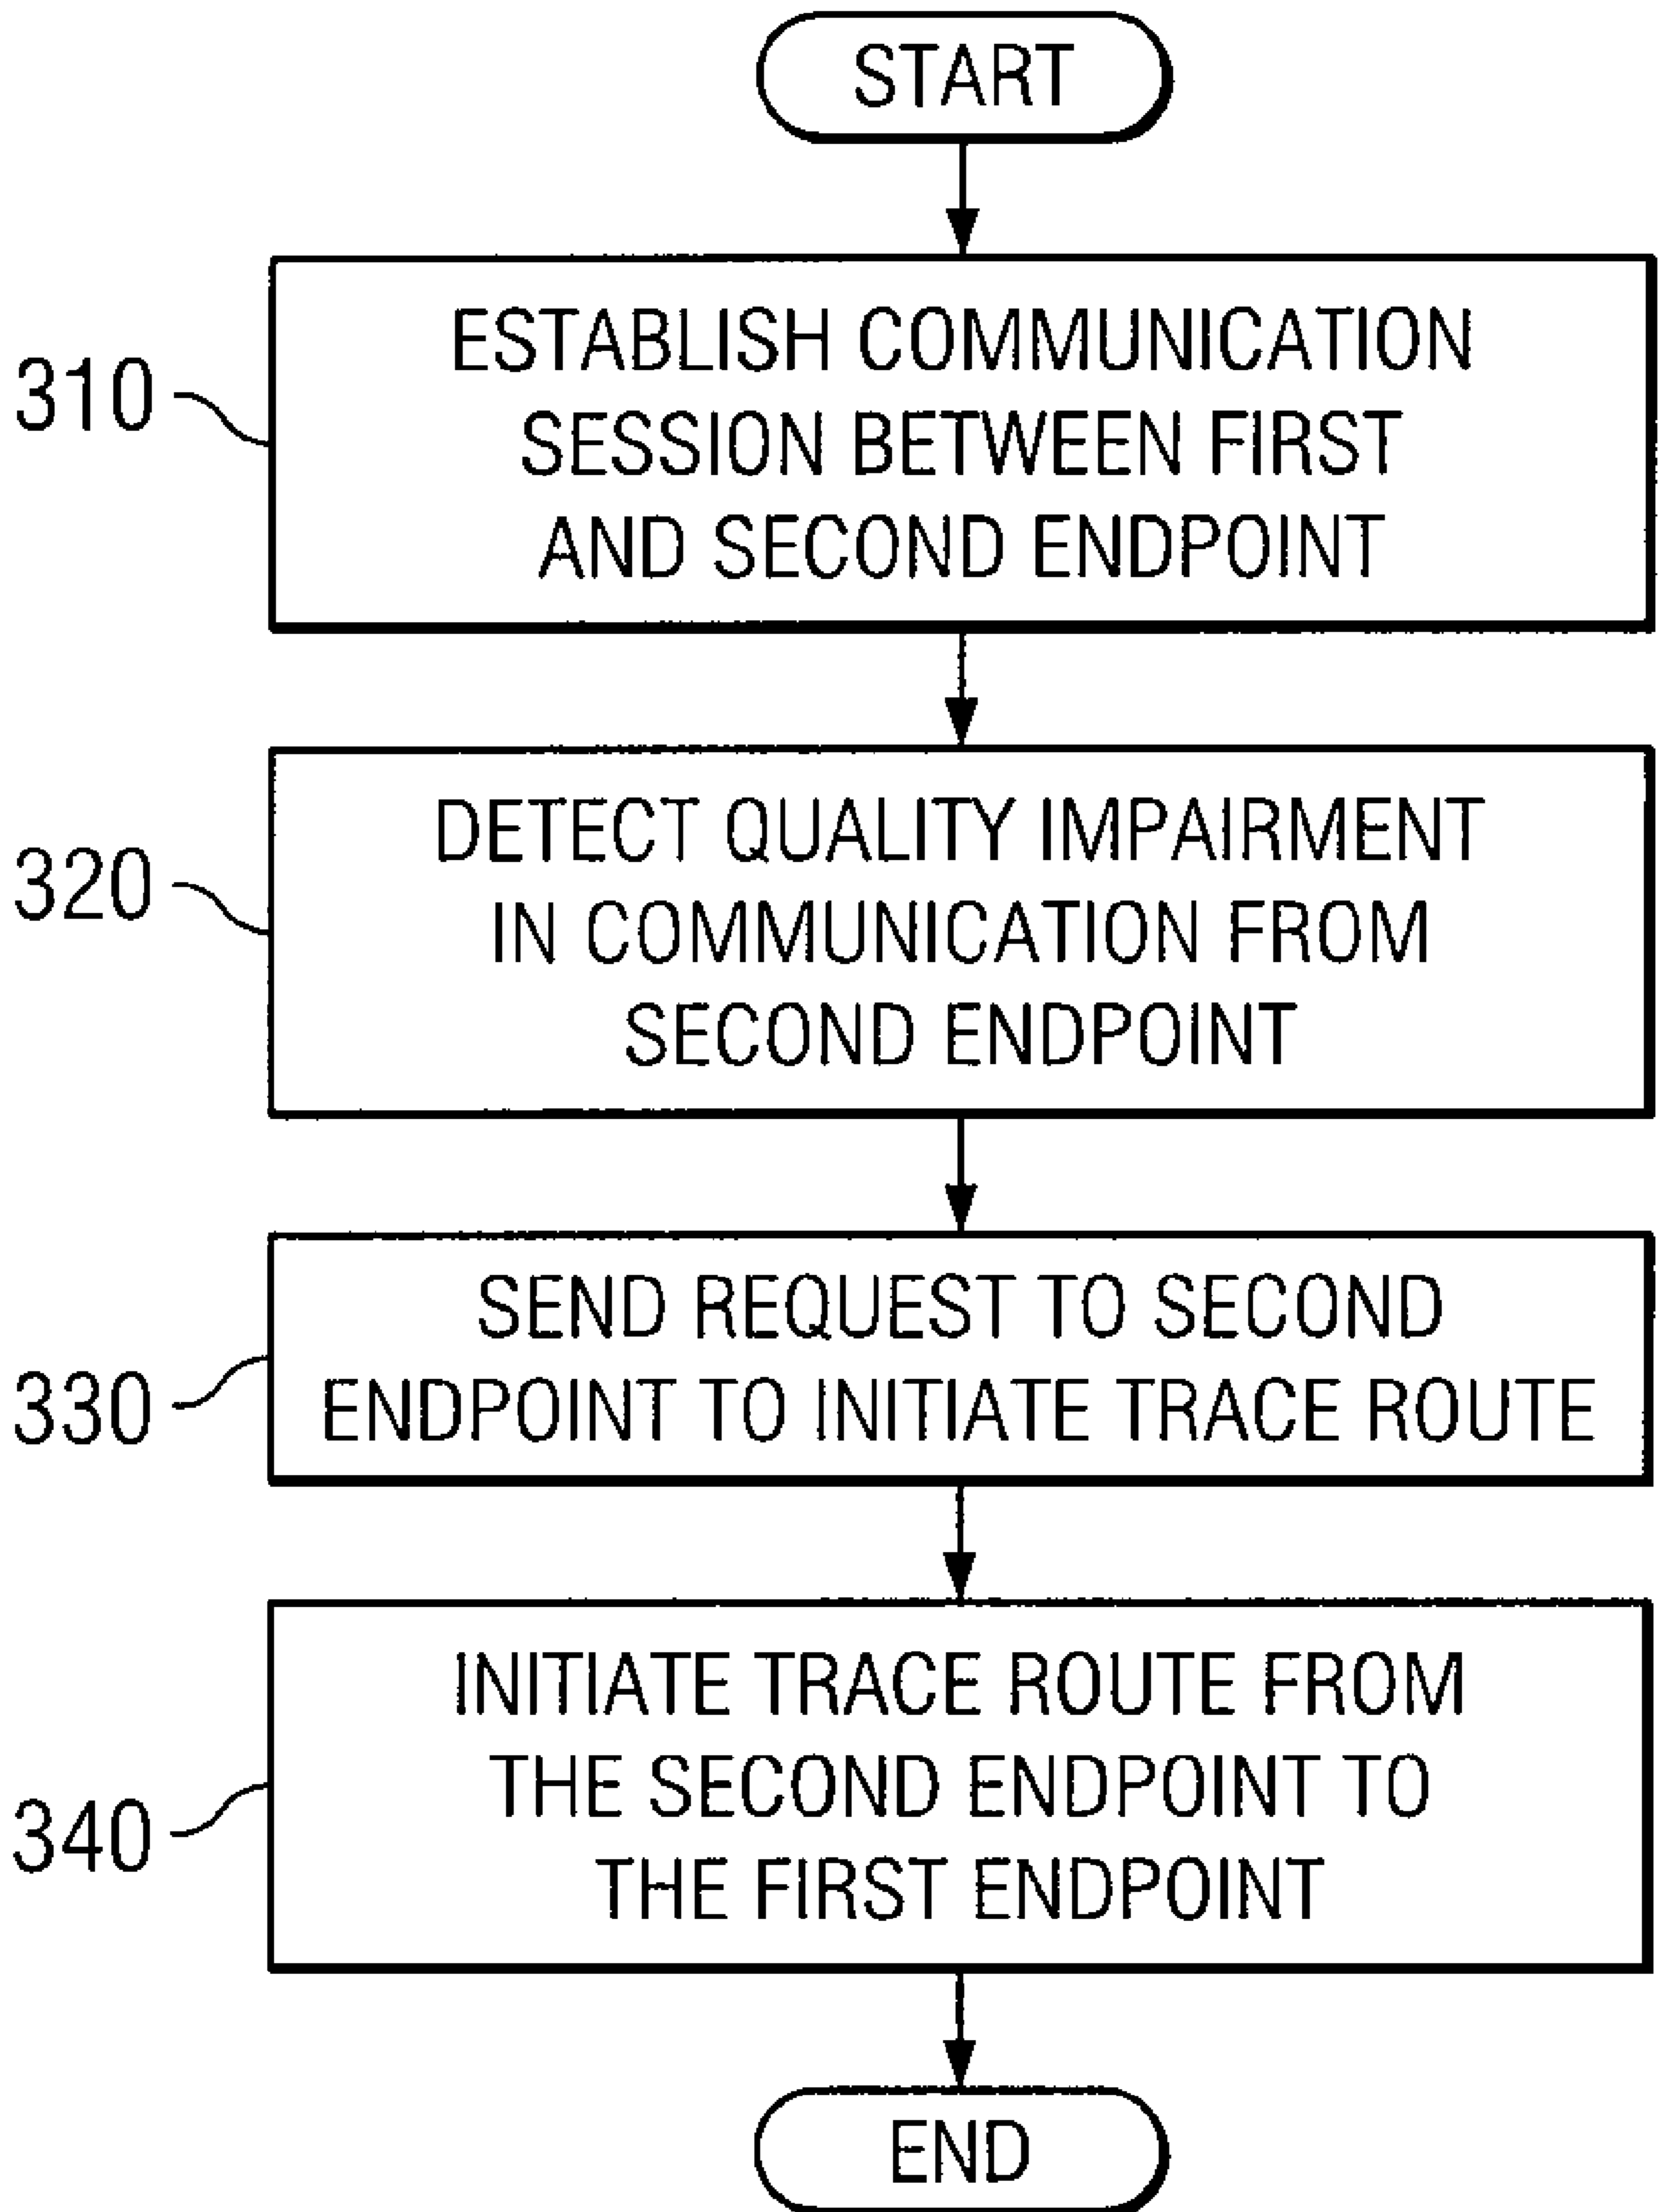 START
310
ESTABLISH COMMUNICATION
SESSION BETWEEN FIRST
AND SECOND ENDPOINT
320
DETECT QUALITY IMPAIRMENT
IN COMMUNICATION FROM
SECOND ENDPOINT
330
SEND REQUEST TO SECOND
ENDPOINT TO INITIATE TRACE ROUTE
340
INITIATE TRACE ROUTE FROM
THE SECOND ENDPOINT TO
THE FIRST ENDPOINT
END